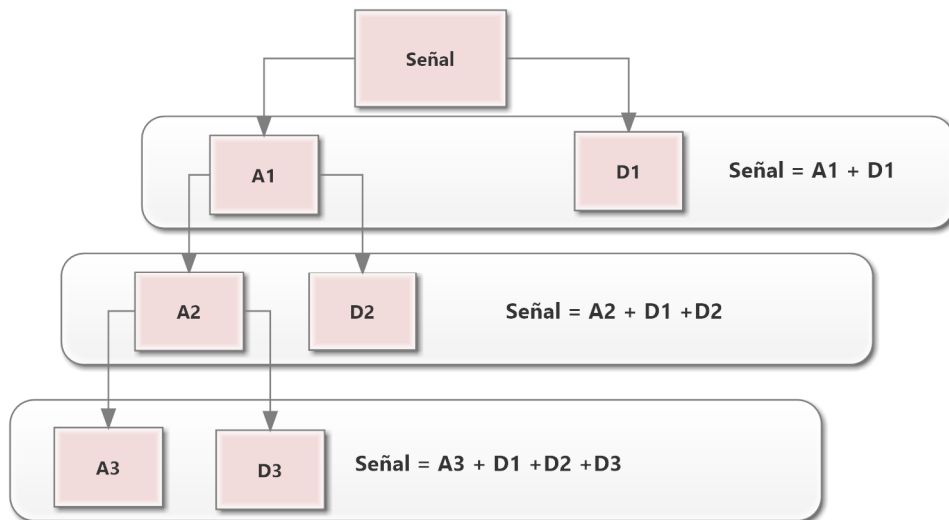 Señal
A1
D1
Señal = A1 + D1
A2
D2
Señal = A2 + D1 +D2
A3
D3
Señal = A3 + D1 +D2 +D3